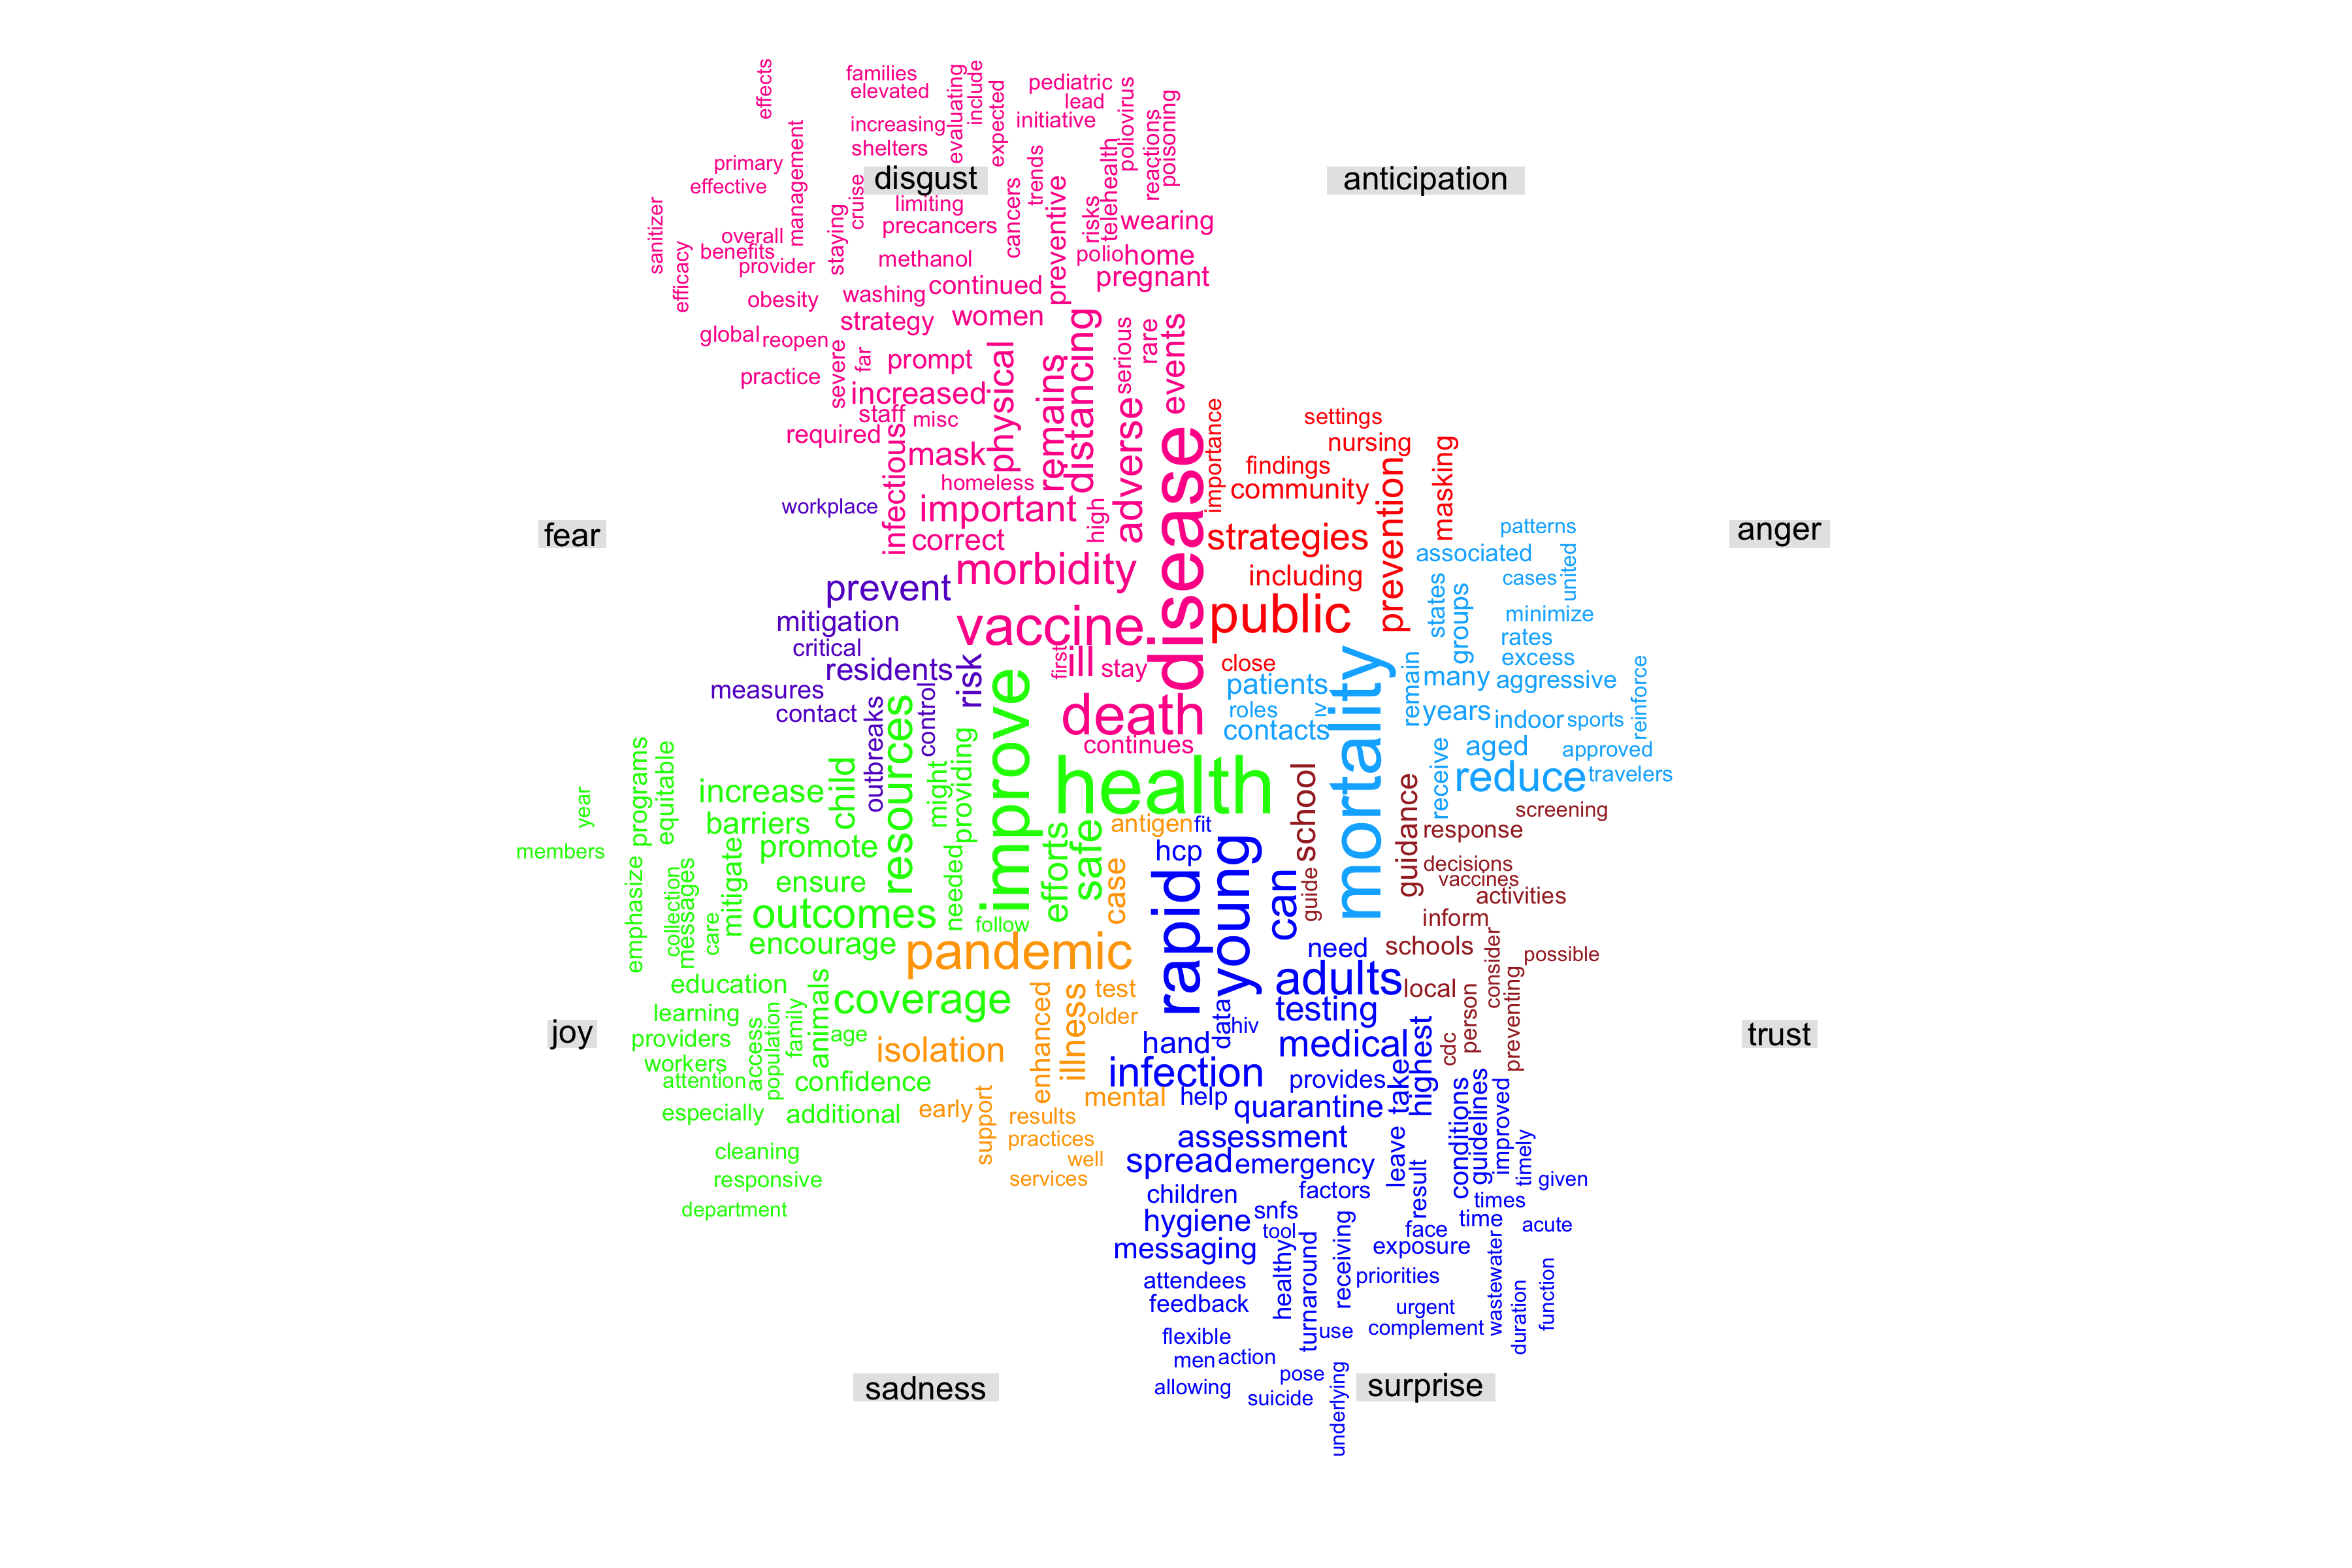 effects
families
elevated
evaluating
include
expected
pediatric
lead
initiative
poliovirus
reactions
poisoning
increasing
shelters
primary
effective
management
disgust
anticipation
trends
telehealth
sanitizer
efficacy
overall
benefits
provider
staying
cruise
limiting
precancers
cancers
preventive
risks
wearing
methanol
polio
home
pregnant
obesity
washing
continued
strategy
women
global
reopen
severe
far
prompt
practice
physical
remains
distancing
serious
rare
events
increased
staff
misc
required
infectious
mask
homeless
important
high
adverse
disease
correct
morbidity
vaccine
first
ill
stay
death
continues
importance
settings
nursing
findings
community
prevention
masking
strategies
including
public
close
workplace
fear
anger
prevent
mitigation
critical
residents
risk
measures
contact
outbreaks
control
patterns
associated
cases
united
states
groups
minimize
rates
excess
patients
roles
iv
contacts
mortality
remain
many
aggressive
reinforce
years
indoor
sports
aged
approved
receive
reduce
travelers
year
members
programs
equitable
increase
child
barriers
resources
might
providing
improve
health
promote
mitigate
ensure
needed
efforts
safe
emphasize
collection
messages
care
outcomes
follow
encourage
antigen
fit
case
pandemic
hcp
rapid
young
school
can
guide
guidance
screening
response
decisions
vaccines
activities
inform
need
schools
consider
possible
education
animals
coverage
learning
providers
workers
attention
access
population
family
age
confidence
especially
additional
cleaning
responsive
department
joy
trust
isolation
enhanced
illness
test
older
mental
early
support
results
practices
well
services
adults
testing
local
person
preventing
cdc
data
hiv
hand
medical
infection
provides
take
highest
help
quarantine
assessment
spread
emergency
leave
conditions
guidelines
improved
timely
children
factors
result
given
times
hygiene
snfs
tool
face
time
acute
messaging
healthy
turnaround
receiving
exposure
wastewater
attendees
feedback
priorities
duration
function
urgent
flexible
use
complement
men
action
pose
allowing
suicide
underlying
sadness
surprise